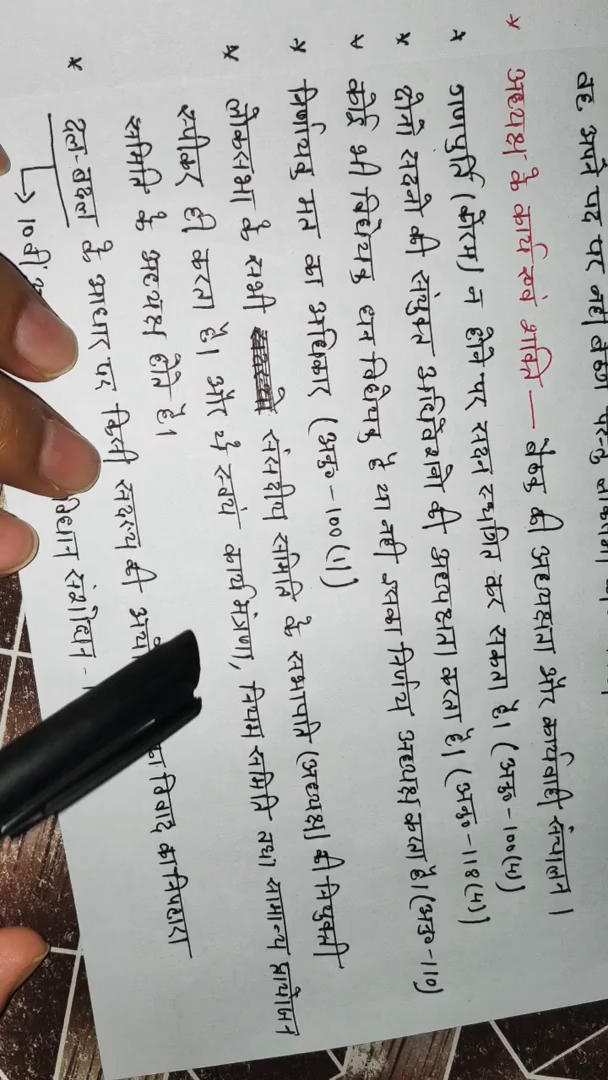 वह अपने पद पर नहीं
* अध्यक्ष के कार्य एवं शक्ति — बैठक की अध्यक्षता और कार्यवाही संचालन।
गणपूर्ति (कोरम) न होने पर सदन स्थगित कर सकता है। (अनु०-100(4))
* दोनों सदनों की संयुक्त अधिवेशनों की अध्यक्षता करता है। (अनु०-118(4))
* कोई भी विधेयक धन विधेयक है या नहीं इसका निर्णय अध्यक्ष करता है। (अनु०-110)
* निर्णायक मत का अधिकार (अनु०-100(1))
* लोकसभा के सभी संसदीय समिति के सभापति (अध्यक्ष) की नियुक्ती
स्पीकर ही करता है। और ये स्वयं कार्यमंत्रणा, नियम समिति तथा सामान्य प्रायोजन
समिति के अध्यक्ष होते हैं।
* दल-बदल के आधार पर किसी सदस्य की का विवाद का निपटारा
↳ 10वीं संशोधन-